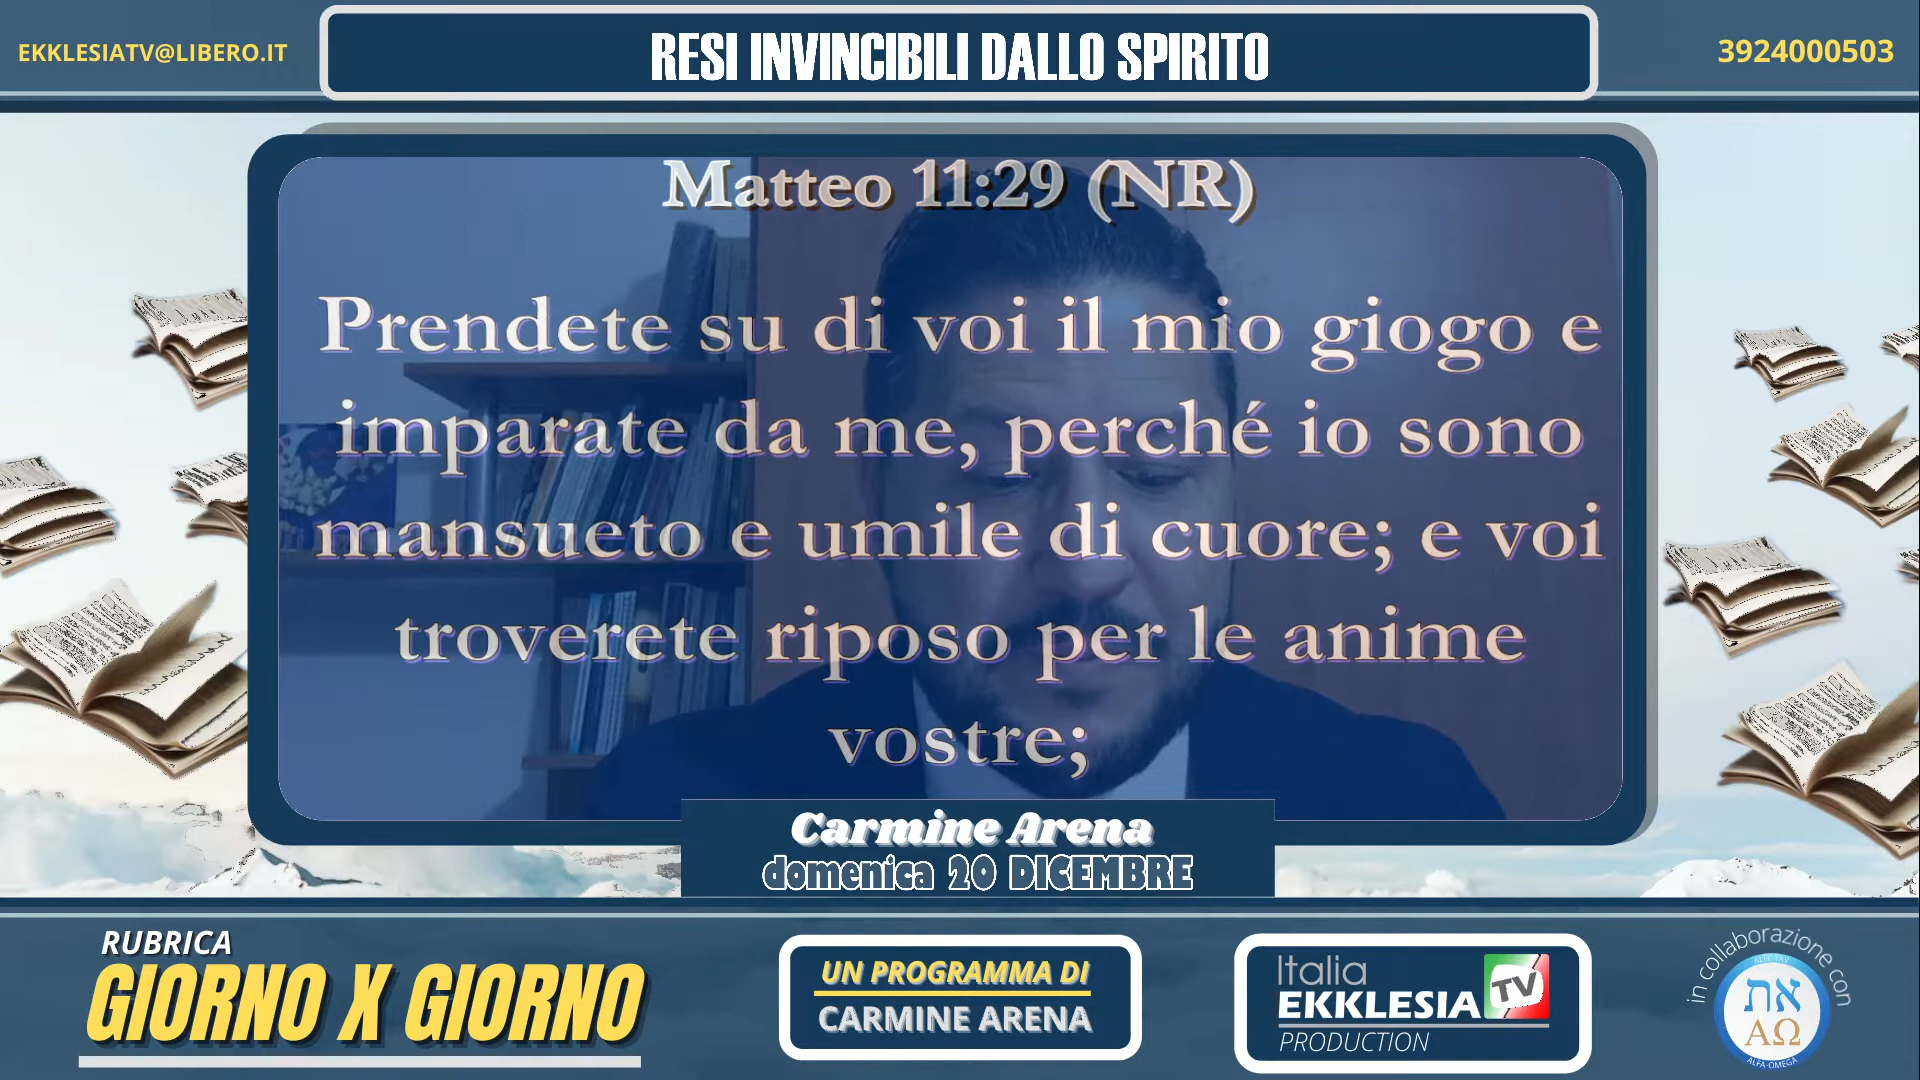 EKKLESIATV@LIBERO.IT
RESI INVINCIBILI DALLO SPIRITO
3924000503
Matteo 11:29 (NR)
Prendete su di voi il mio giogo e
imparate da me, perché io sono
mansueto e umile di cuore; e voi
troverete riposo per le anime
vostre;
Carmine Arena
domenica 20 DICEMBRE
RUBRICA
GIORNO X GIORNO
UN PROGRAMMA DI
CARMINE ARENA
Italia
EKKLESIA TV
PRODUCTION
in collaborazione con
את
ΑΩ
ALFA-OMEGA